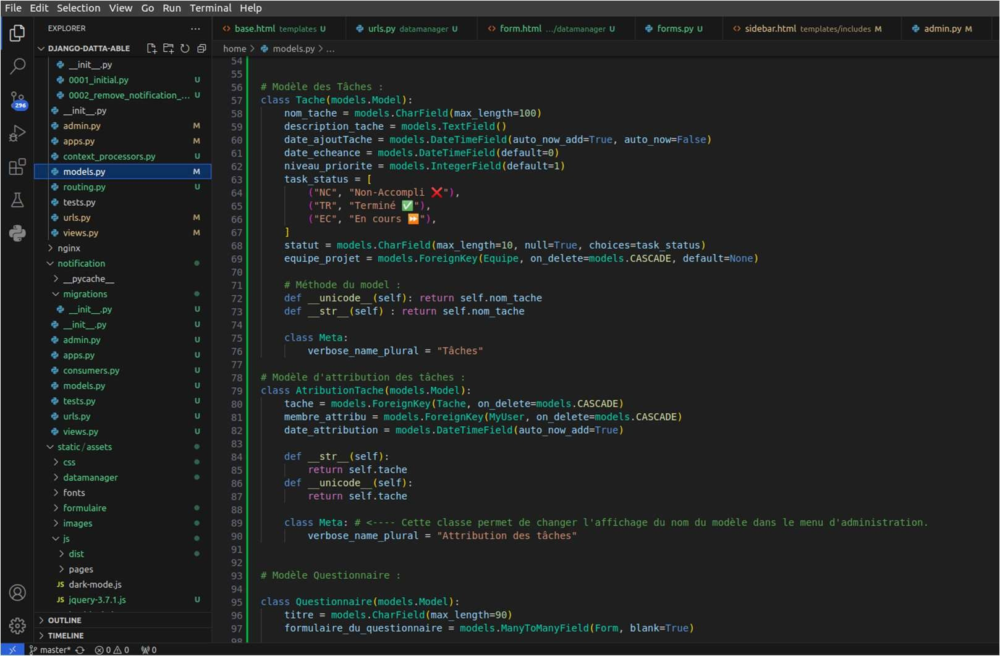 File Edit Selection View Go Run Terminal Help
EXPLORER
DJANGO-DATTA-ABLE
__init__.py
0001_initial.py U
0002_remove_notification_... U
__init__.py
admin.py M
apps.py M
context_processors.py U
models.py M
routing.py U
tests.py
urls.py M
views.py M
nginx
notification
__pycache__
migrations
__init__.py U
__init__.py U
admin.py U
apps.py U
consumers.py U
models.py U
tests.py U
urls.py U
views.py U
static/assets
css
datamanager
fonts
formulaire
images
js
dist
pages
JS dark-mode.js
JS jquery-3.7.1.js U
OUTLINE
TIMELINE
296
base.html templates U
urls.py datamanager U
form.html .../datamanager U
forms.py U
sidebar.html templates/includes M
admin.py M
home > models.py > ...
54
55
56 # Modèle des Tâches :
57 class Tache(models.Model):
58 nom_tache = models.CharField(max_length=100)
59 description_tache = models.TextField()
60 date_ajoutTache = models.DateTimeField(auto_now_add=True, auto_now=False)
61 date_echeance = models.DateTimeField(default=0)
62 niveau_priorite = models.IntegerField(default=1)
63 task_status = [
64 ("NC", "Non-Accompli ❌"),
65 ("TR", "Terminé ✅"),
66 ("EC", "En cours ⏩"),
67 ]
68 statut = models.CharField(max_length=10, null=True, choices=task_status)
69 equipe_projet = models.ForeignKey(Equipe, on_delete=models.CASCADE, default=None)
70
71 # Méthode du model :
72 def __unicode__(self): return self.nom_tache
73 def __str__(self) : return self.nom_tache
74
75 class Meta:
76 verbose_name_plural = "Tâches"
77
78 # Modèle d'attribution des tâches :
79 class AtributionTache(models.Model):
80 tache = models.ForeignKey(Tache, on_delete=models.CASCADE)
81 membre_attribu = models.ForeignKey(MyUser, on_delete=models.CASCADE)
82 date_attribution = models.DateTimeField(auto_now_add=True)
83
84 def __str__(self):
85 return self.tache
86 def __unicode__(self):
87 return self.tache
88
89 class Meta: # <---- Cette classe permet de changer l'affichage du nom du modèle dans le menu d'administration.
90 verbose_name_plural = "Attribution des tâches"
91
92
93 # Modèle Questionnaire :
94
95 class Questionnaire(models.Model):
96 titre = models.CharField(max_length=90)
97 formulaire_du_questionnaire = models.ManyToManyField(Form, blank=True)
98
master* 0 0 0